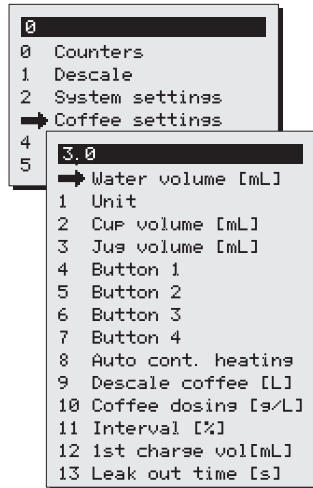 0
0 Counters
1 Descale
2 System settings
Coffee settings
4
5
3.0
Water volume [mL]
1 Unit
2 Cup volume [mL]
3 Jug volume [mL]
4 Button 1
5 Button 2
6 Button 3
7 Button 4
8 Auto cont. heating
9 Descale coffee [L]
10 Coffee dosing [g/L]
11 Interval [%]
12 1st charge vol[mL]
13 Leak out time [s]